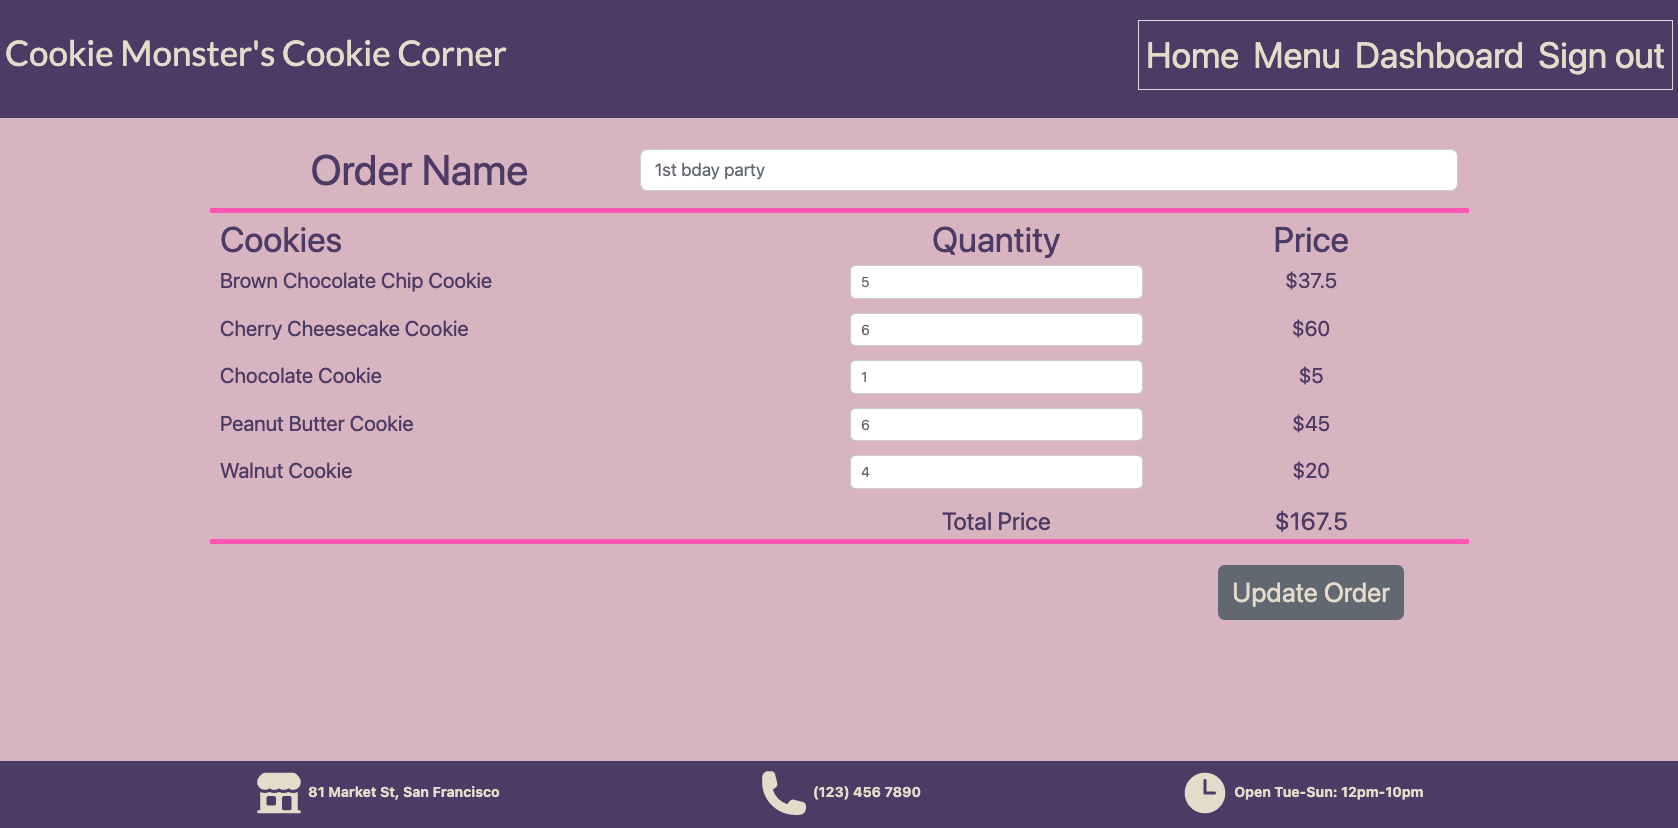 Cookie Monster's Cookie Corner
Home Menu Dashboard Sign out
Order Name 1st bday party
Cookies Quantity Price
Brown Chocolate Chip Cookie 5 $37.5
Cherry Cheesecake Cookie 6 $60
Chocolate Cookie 1 $5
Peanut Butter Cookie 6 $45
Walnut Cookie 4 $20
Total Price $167.5
Update Order
81 Market St, San Francisco (123) 456 7890 Open Tue-Sun: 12pm-10pm